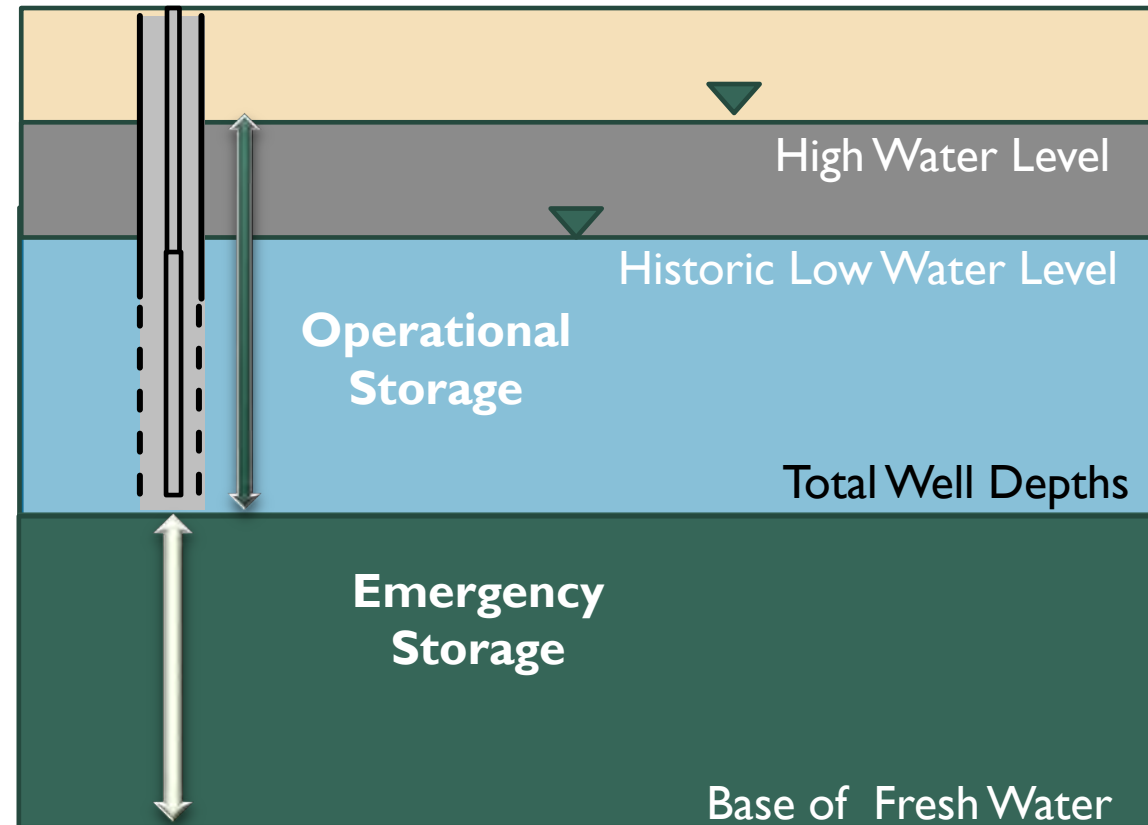 High Water Level
Historic Low Water Level
Operational
Storage
Total Well Depths
Emergency
Storage
Base of Fresh Water